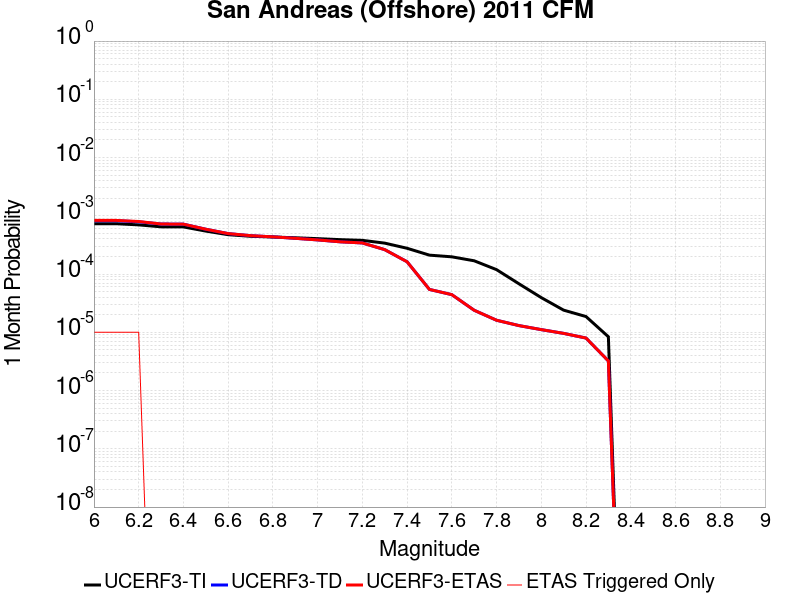 San Andreas (Offshore) 2011 CFM
10^0
10^-1
10^-2
10^-3
10^-4
10^-5
10^-6
10^-7
10^-8
1 Month Probability
6 6.2 6.4 6.6 6.8 7 7.2 7.4 7.6 7.8 8 8.2 8.4 8.6 8.8 9
Magnitude
UCERF3-TI UCERF3-TD UCERF3-ETAS ETAS Triggered Only